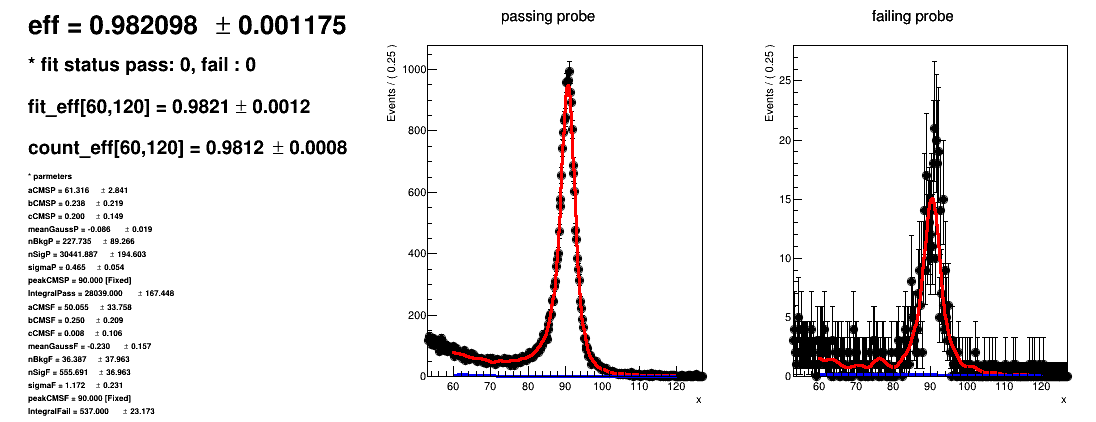 eff = 0.982098 ± 0.001175
* fit status pass: 0, fail : 0
fit_eff[60,120] = 0.9821 ± 0.0012
count_eff[60,120] = 0.9812 ± 0.0008
* parmeters
aCMSP = 61.316 ± 2.841
bCMSP = 0.238 ± 0.219
cCMSP = 0.200 ± 0.149
meanGaussP = -0.086 ± 0.019
nBkgP = 227.735 ± 89.266
nSigP = 30441.887 ± 194.603
sigmaP = 0.465 ± 0.054
peakCMSP = 90.000 [Fixed]
IntegralPass = 28039.000 ± 167.448
aCMSF = 50.055 ± 33.758
bCMSF = 0.250 ± 0.209
cCMSF = 0.008 ± 0.106
meanGaussF = -0.230 ± 0.157
nBkgF = 36.387 ± 37.963
nSigF = 555.691 ± 36.963
sigmaF = 1.172 ± 0.231
peakCMSF = 90.000 [Fixed]
IntegralFail = 537.000 ± 23.173
passing probe
Events / ( 0.25 )
1000
800
600
400
200
0
60 70 80 90 100 110 120
x
failing probe
Events / ( 0.25 )
25
20
15
10
5
0
60 70 80 90 100 110 120
x